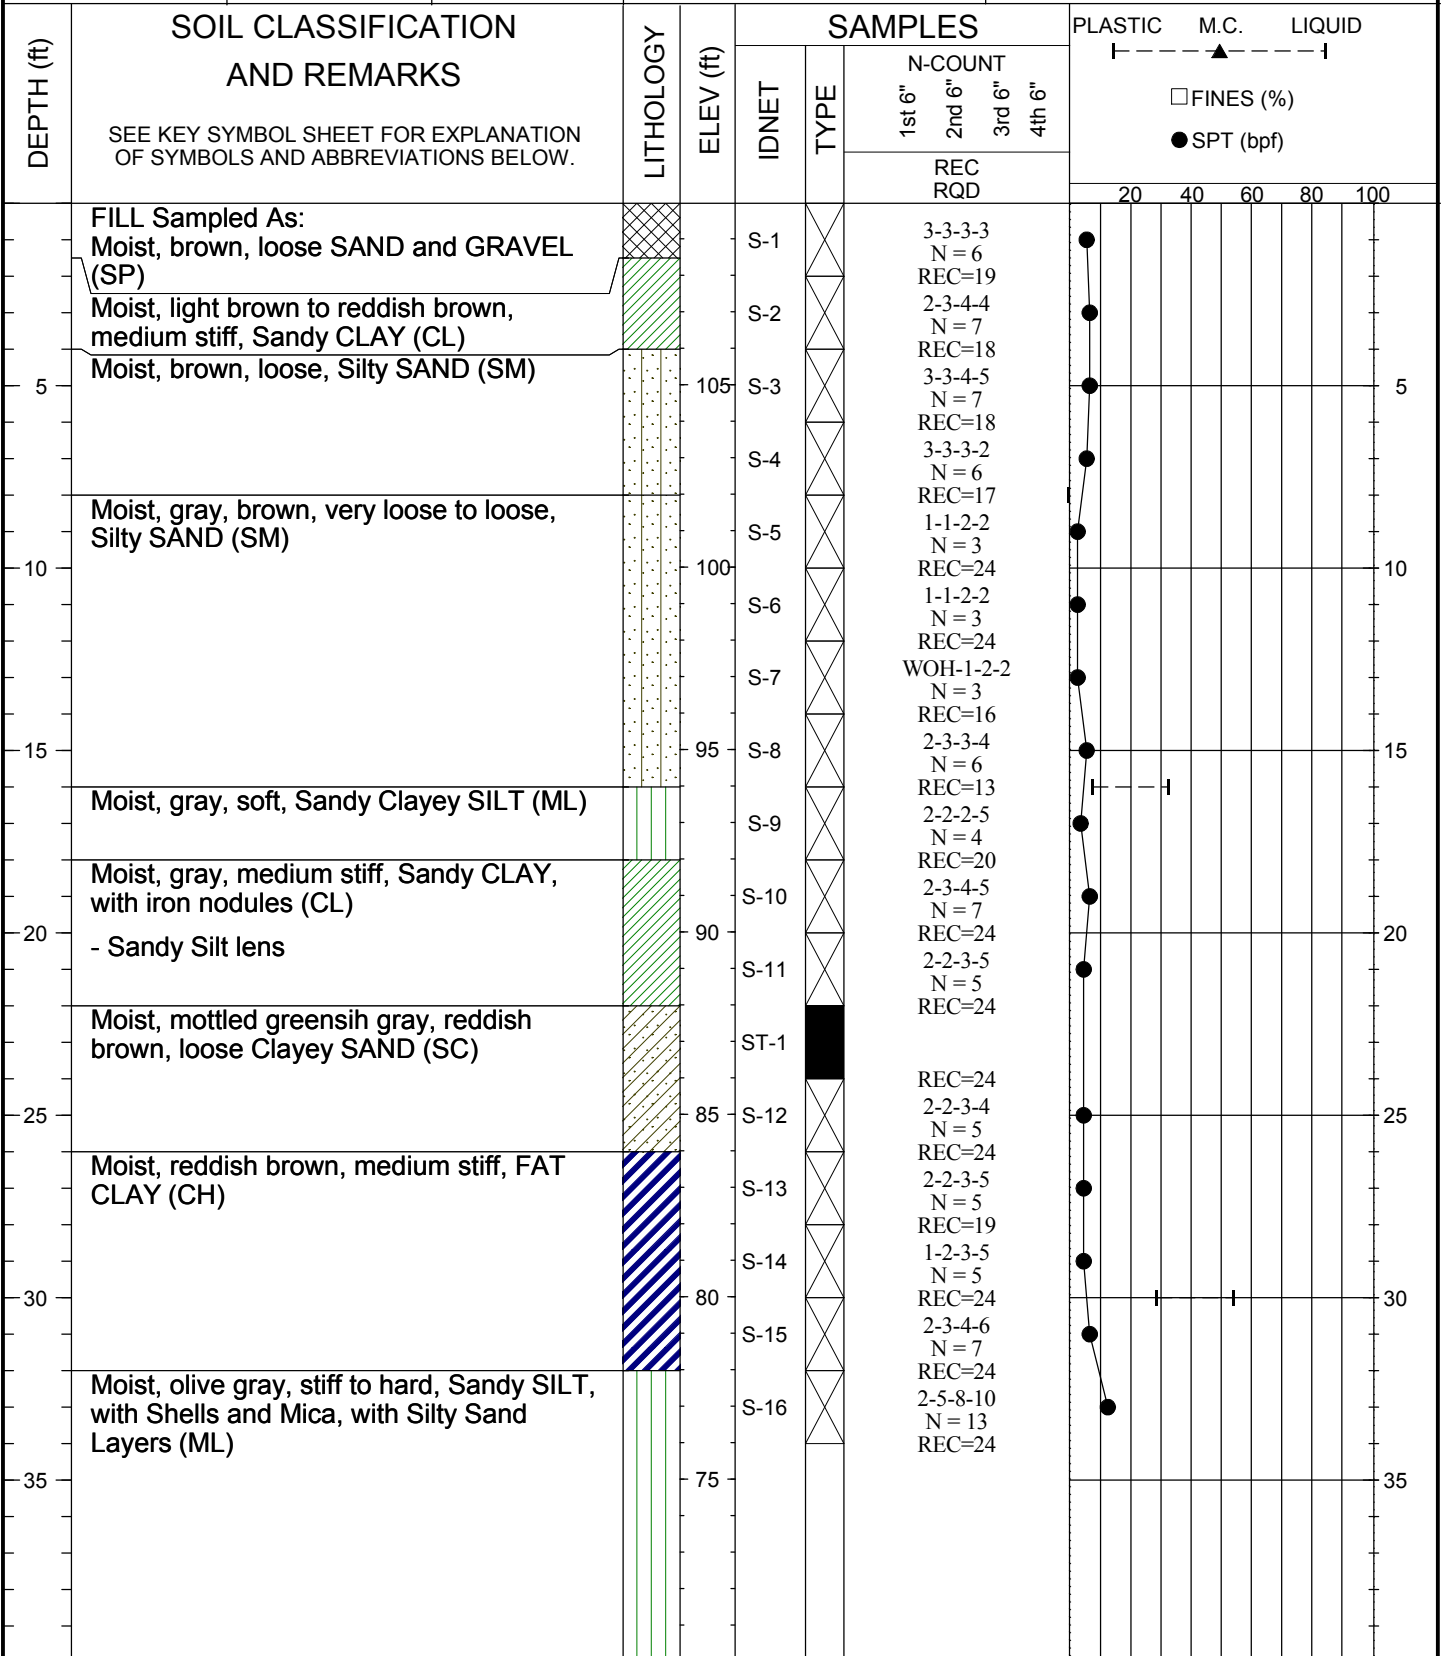 DEPTH (ft)
SOIL CLASSIFICATION
AND REMARKS
SEE KEY SYMBOL SHEET FOR EXPLANATION
OF SYMBOLS AND ABBREVIATIONS BELOW.
LITHOLOGY
ELEV (ft)
SAMPLES
IDNET
TYPE
N-COUNT
1st 6"
2nd 6"
3rd 6"
4th 6"
REC
RQD
PLASTIC M.C. LIQUID
FINES (%)
SPT (bpf)
20 40 60 80 100
FILL Sampled As:
Moist, brown, loose SAND and GRAVEL
(SP)
S-1
3-3-3-3
N = 6
REC=19
Moist, light brown to reddish brown,
medium stiff, Sandy CLAY (CL)
S-2
2-3-4-4
N = 7
REC=18
Moist, brown, loose, Silty SAND (SM)
5
105
S-3
3-3-4-5
N = 7
REC=18
5
S-4
3-3-3-2
N = 6
REC=17
Moist, gray, brown, very loose to loose,
Silty SAND (SM)
S-5
1-1-2-2
N = 3
REC=24
10
100
10
S-6
1-1-2-2
N = 3
REC=24
S-7
WOH-1-2-2
N = 3
REC=16
15
95
S-8
2-3-3-4
N = 6
REC=13
15
Moist, gray, soft, Sandy Clayey SILT (ML)
S-9
2-2-2-5
N = 4
REC=20
Moist, gray, medium stiff, Sandy CLAY,
with iron nodules (CL)
S-10
2-3-4-5
N = 7
REC=24
20
90
20
- Sandy Silt lens
S-11
2-2-3-5
N = 5
REC=24
Moist, mottled greensih gray, reddish
brown, loose Clayey SAND (SC)
ST-1
REC=24
25
85
S-12
2-2-3-4
N = 5
REC=24
25
Moist, reddish brown, medium stiff, FAT
CLAY (CH)
S-13
2-2-3-5
N = 5
REC=19
S-14
1-2-3-5
N = 5
REC=24
30
80
30
S-15
2-3-4-6
N = 7
REC=24
Moist, olive gray, stiff to hard, Sandy SILT,
with Shells and Mica, with Silty Sand
Layers (ML)
S-16
2-5-8-10
N = 13
REC=24
35
75
35